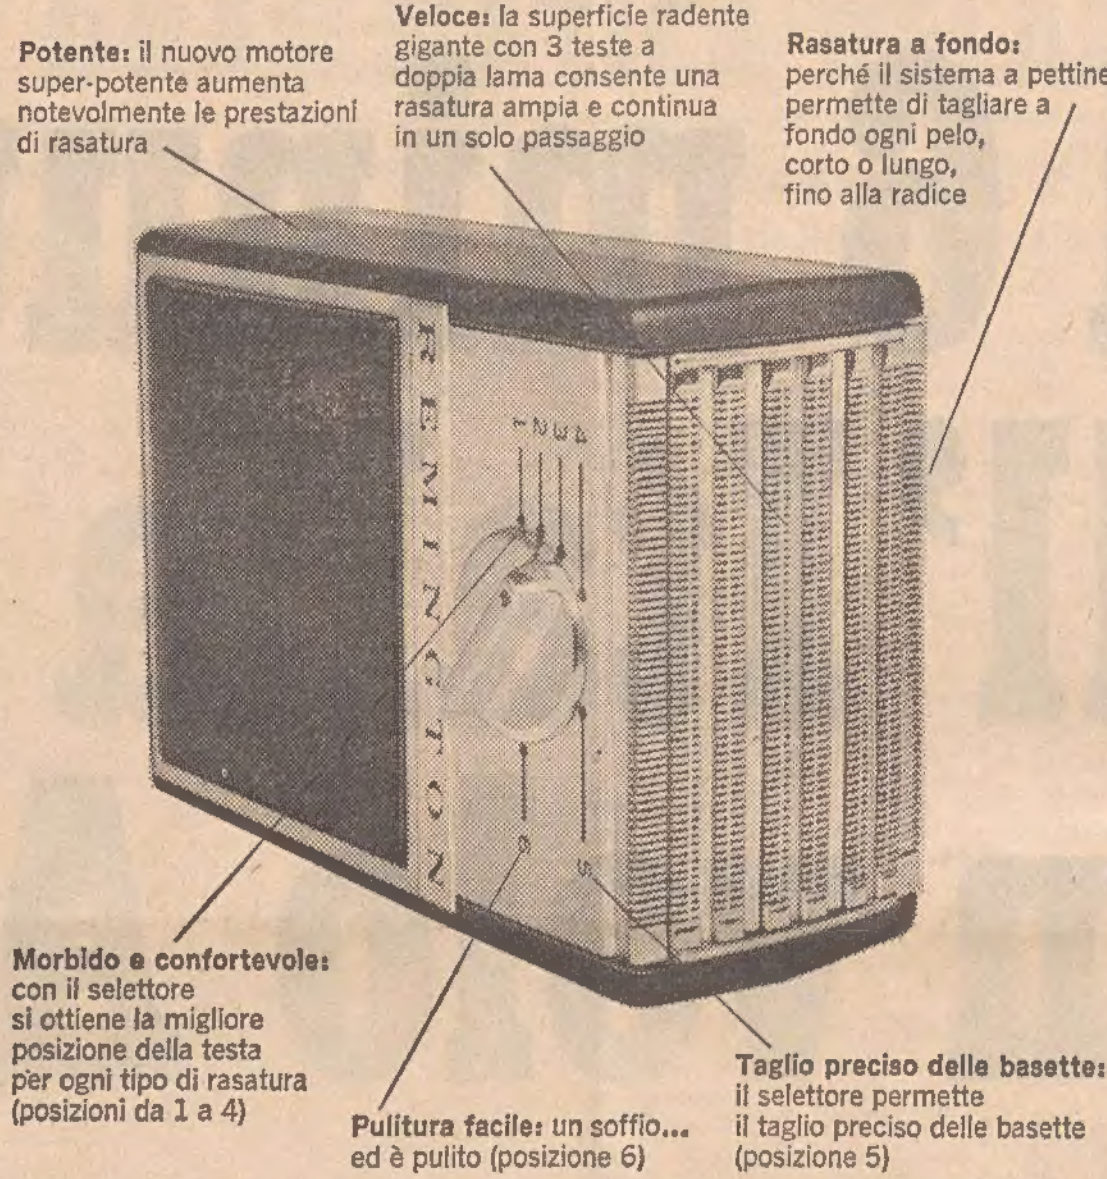 Potente: il nuovo motore
super-potente aumenta
notevolmente le prestazioni
di rasatura
Veloce: la superficie radente
gigante con 3 teste a
doppia lama consente una
rasatura ampia e continua
in un solo passaggio
Rasatura a fondo:
perché il sistema a pettine
permette di tagliare a
fondo ogni pelo,
corto o lungo,
fino alla radice
REMINGTON
1 2 3 4
6 5
Morbido e confortevole:
con il selettore
si ottiene la migliore
posizione della testa
per ogni tipo di rasatura
(posizioni da 1 a 4)
Pulitura facile: un soffio...
ed è pulito (posizione 6)
Taglio preciso delle basette:
il selettore permette
il taglio preciso delle basette
(posizione 5)